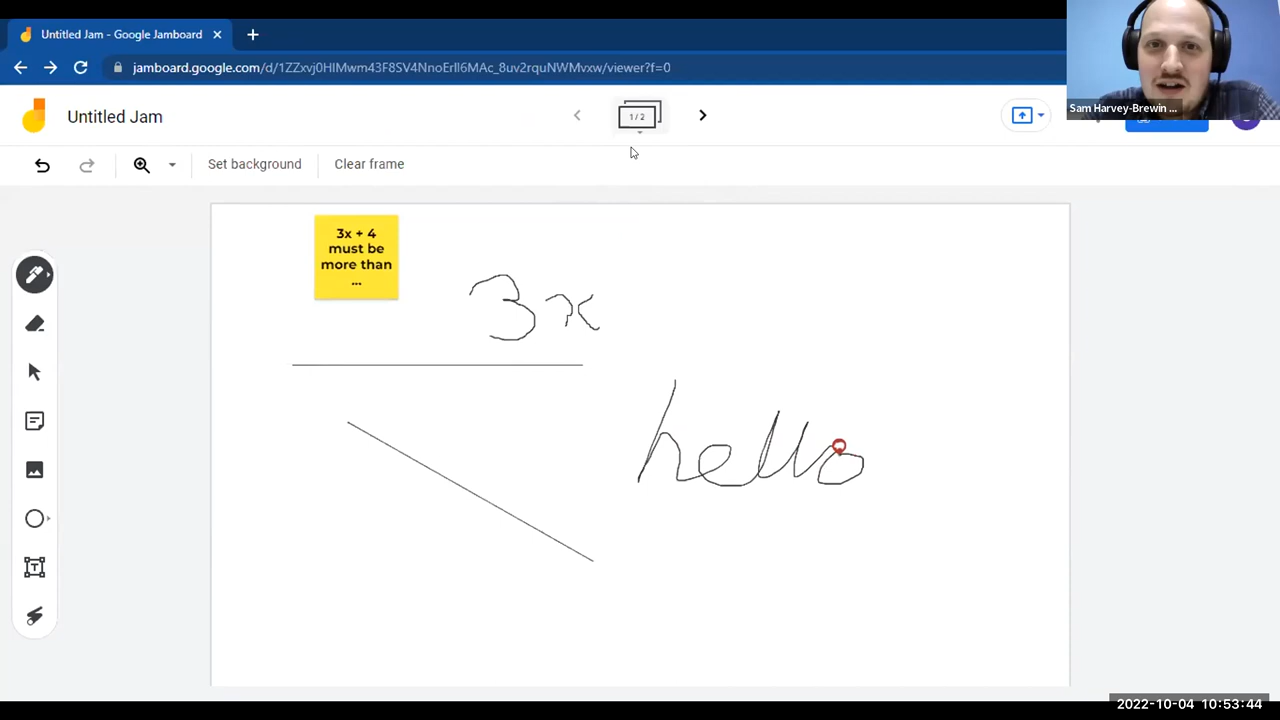 Untitled Jam - Google Jamboard
jamboard.google.com/d/1ZZxvj0HIMwm43F8SV4NnoErIl6MAc_8uv2rquNWMvxw/viewer?f=0
Sam Harvey-Brewin ...
Untitled Jam
1 / 2
Set background
Clear frame
3x + 4
must be
more than
...
3x
hello
2022-10-04 10:53:44